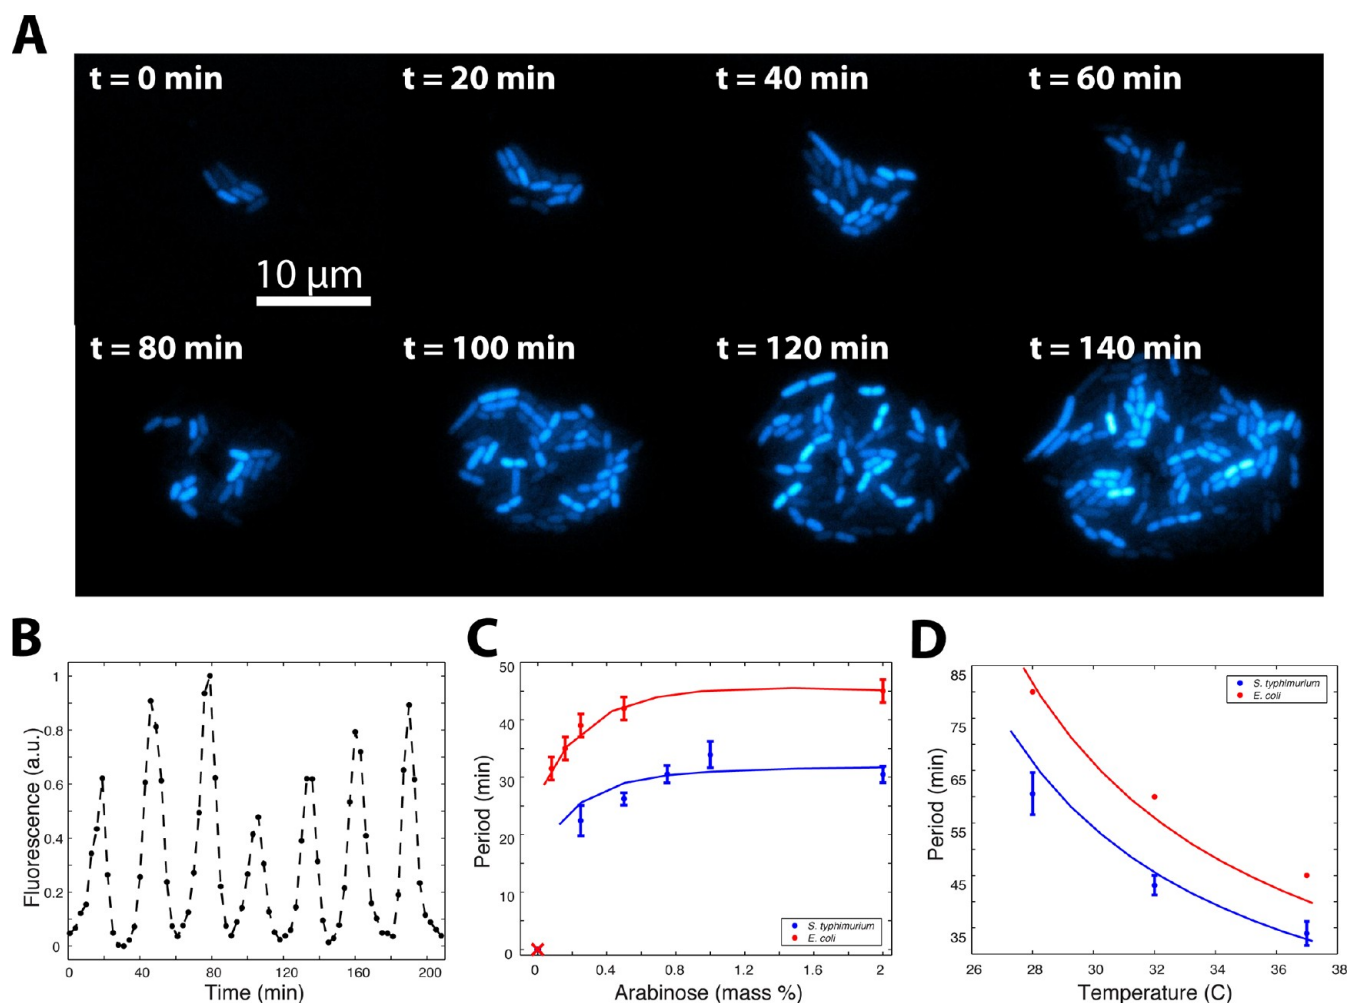 A
t = 0 min
t = 20 min
t = 40 min
t = 60 min
10 µm
t = 80 min
t = 100 min
t = 120 min
t = 140 min
B
Fluorescence (a.u.)
1
0.8
0.6
0.4
0.2
0
0 40 80 120 160 200
Time (min)
C
Period (min)
50
40
30
20
10
0
S. typhimurium
E. coli
0 0.4 0.8 1.2 1.6 2
Arabinose (mass %)
D
Period (min)
85
75
65
55
45
35
S. typhimurium
E. coli
26 28 30 32 34 36 38
Temperature (C)